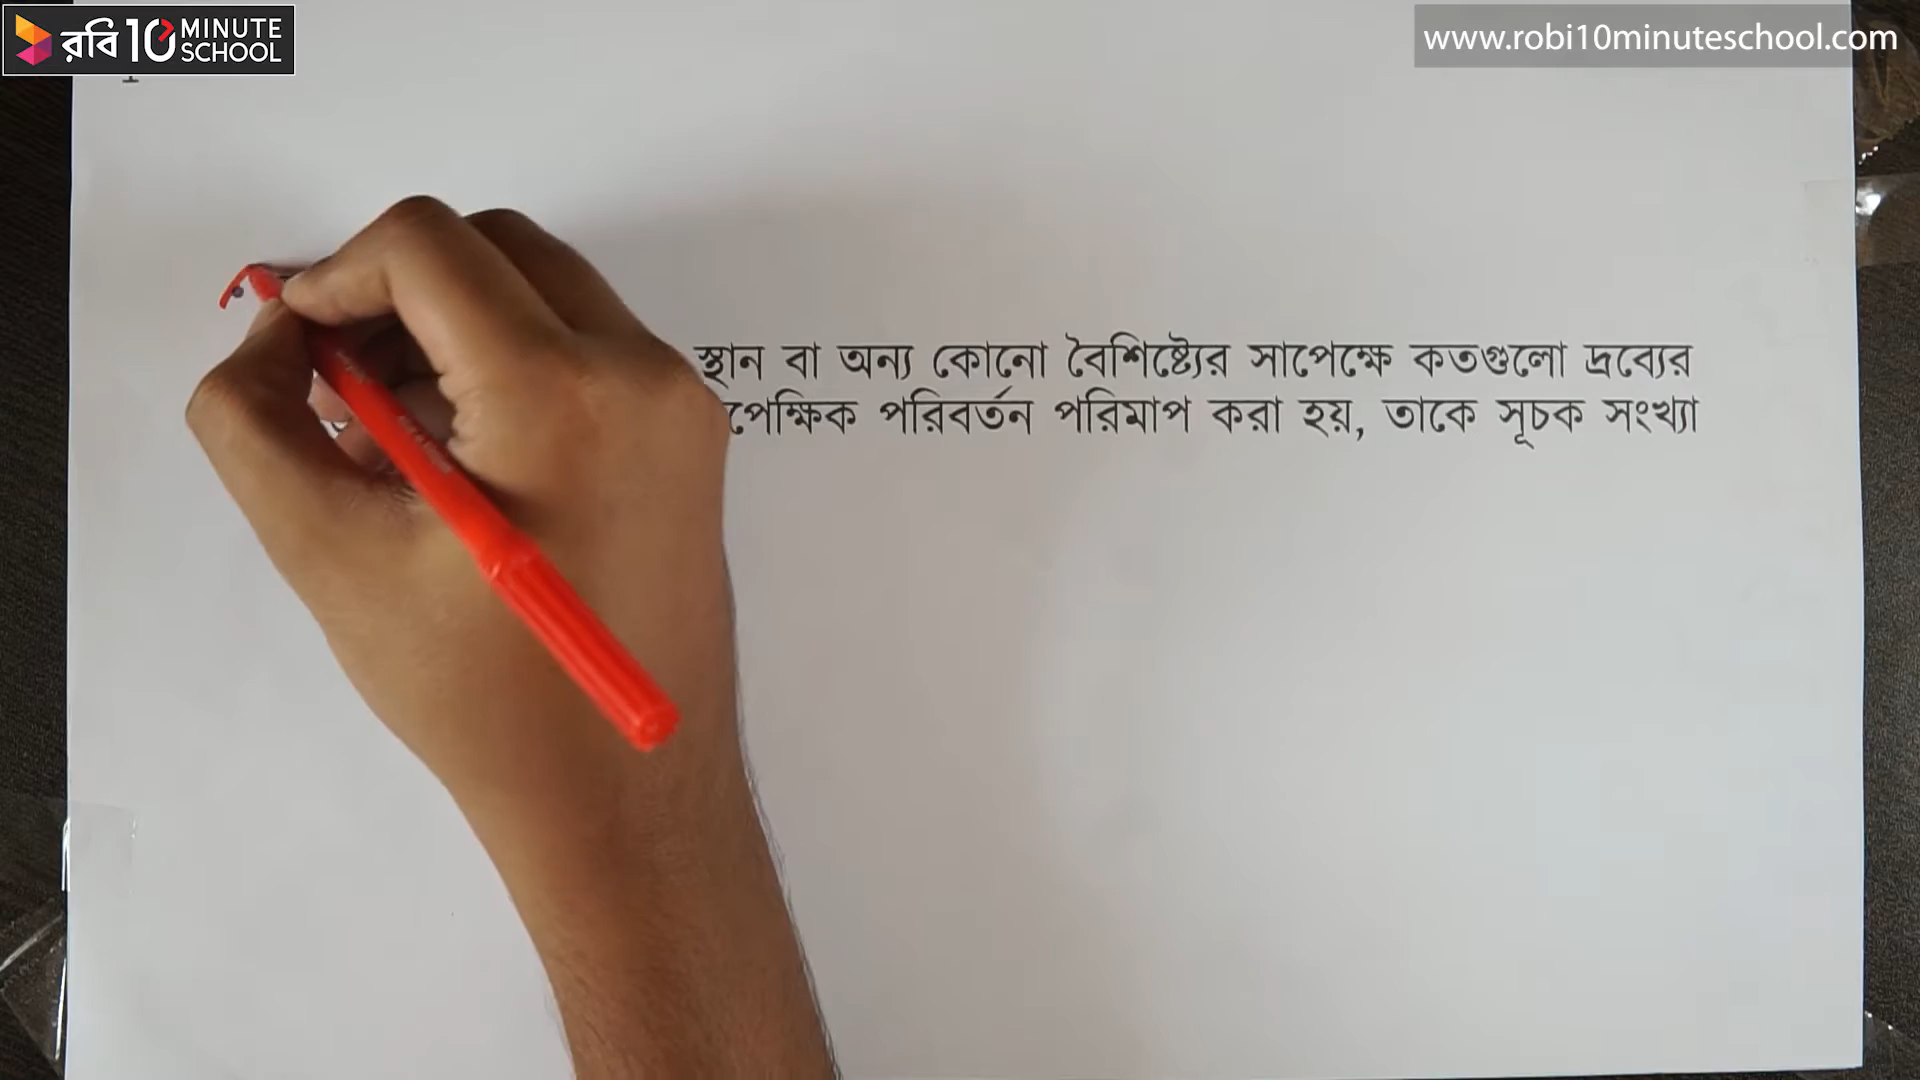 রবি 10 MINUTE SCHOOL
www.robi10minuteschool.com
স্থান বা অন্য কোনো বৈশিষ্ট্যের সাপেক্ষে কতগুলো দ্রব্যের
পেক্ষিক পরিবর্তন পরিমাপ করা হয়, তাকে সূচক সংখ্যা